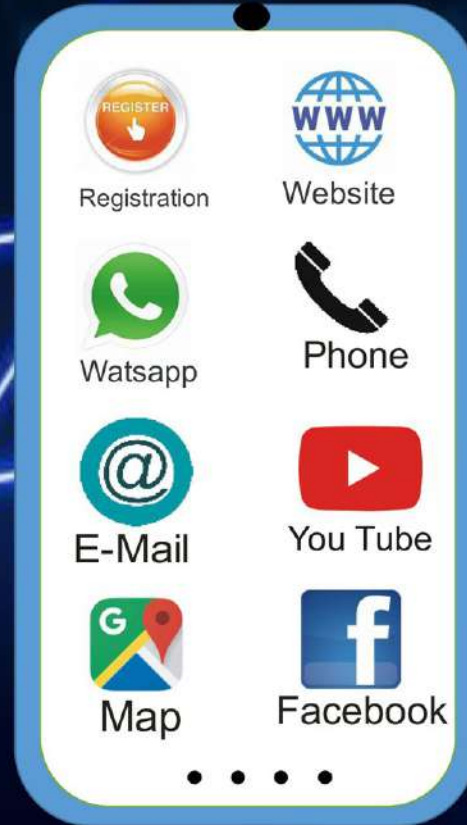 REGISTER
WWW
Registration
Website
Watsapp
Phone
@
E-Mail
You Tube
G
f
Map
Facebook